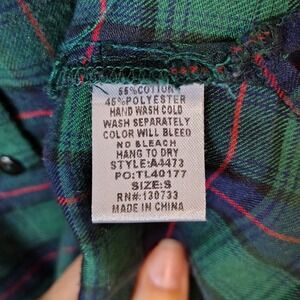 55%COTTON
45%POLYESTER
HAND WASH COLD
WASH SEPARATELY
COLOR WILL BLEED
NO BLEACH
HANG TO DRY
STYLE:A4473
PO:TL40177
SIZE:S
RN#:130733
MADE IN CHINA